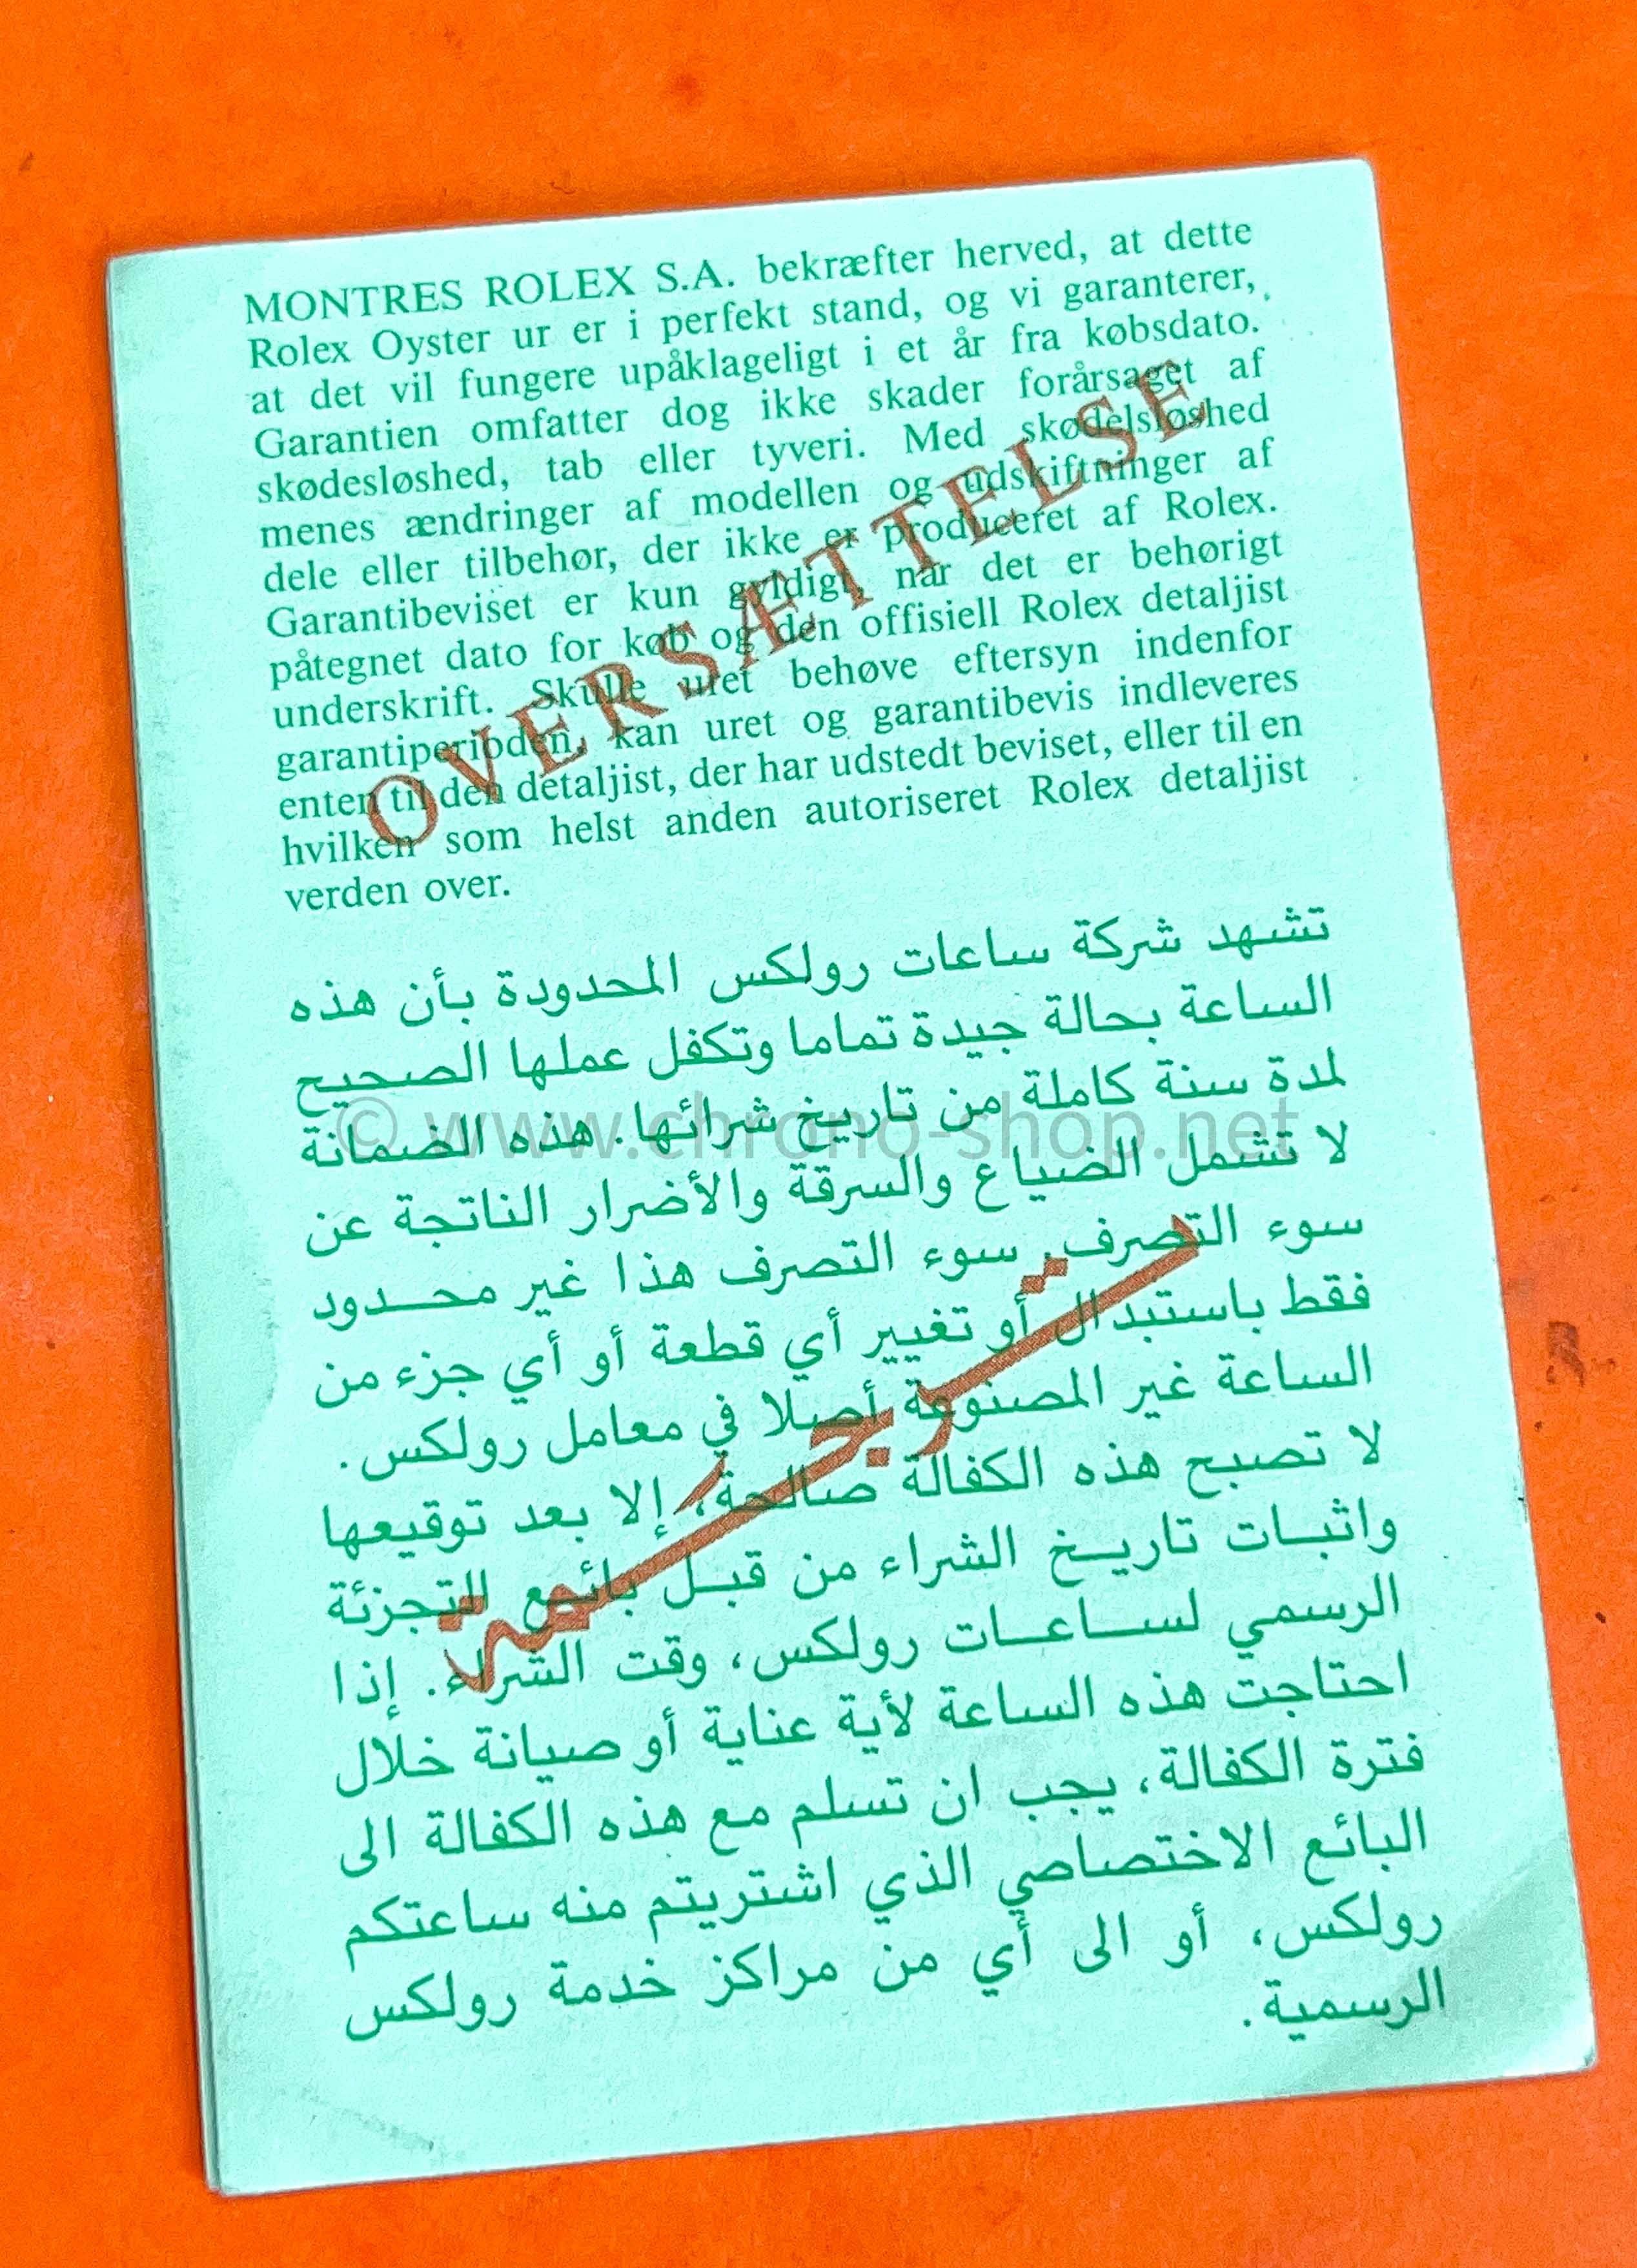 MONTRES ROLEX S.A. bekræfter herved, at dette
Rolex Oyster ur er i perfekt stand, og vi garanterer,
at det vil fungere upåklageligt i et år fra købsdato.
Garantien omfatter dog ikke skader forårsaget af
skødesløshed, tab eller tyveri. Med skødelsløshed
menes ændringer af modellen og udskiftninger af
dele eller tilbehør, der ikke er produceret af Rolex.
Garantibeviset er kun gyldigt, når det er behørigt
påtegnet dato for køb og den offisiell Rolex detaljist
underskrift. Skulle uret behøve eftersyn indenfor
garantiperioden, kan uret og garantibevis indleveres
enten til den detaljist, der har udstedt beviset, eller til en
hvilken som helst anden autoriseret Rolex detaljist
verden over.
OVERSÆTTELSE
تشهد شركة ساعات رولكس المحدودة بأن هذه
الساعة بحالة جيدة تماما وتكفل عملها الصحيح
لمدة سنة كاملة من تاريخ شرائها. هذه الضمانة
لا تشمل الضياع والسرقة والأضرار الناتجة عن
سوء التصرف. سوء التصرف هذا غير محدود
فقط باستبدال أو تغيير أي قطعة أو أي جزء من
الساعة غير المصنوعة أصلا في معامل رولكس.
لا تصبح هذه الكفالة صالحة، إلا بعد توقيعها
واثبات تاريخ الشراء من قبل بائع التجزئة
الرسمي لساعات رولكس، وقت الشراء. إذا
احتاجت هذه الساعة لأية عناية أو صيانة خلال
فترة الكفالة، يجب ان تسلم مع هذه الكفالة الى
البائع الاختصاصي الذي اشتريتم منه ساعتكم
رولكس، أو الى أي من مراكز خدمة رولكس
الرسمية.
© www.chrono-shop.net